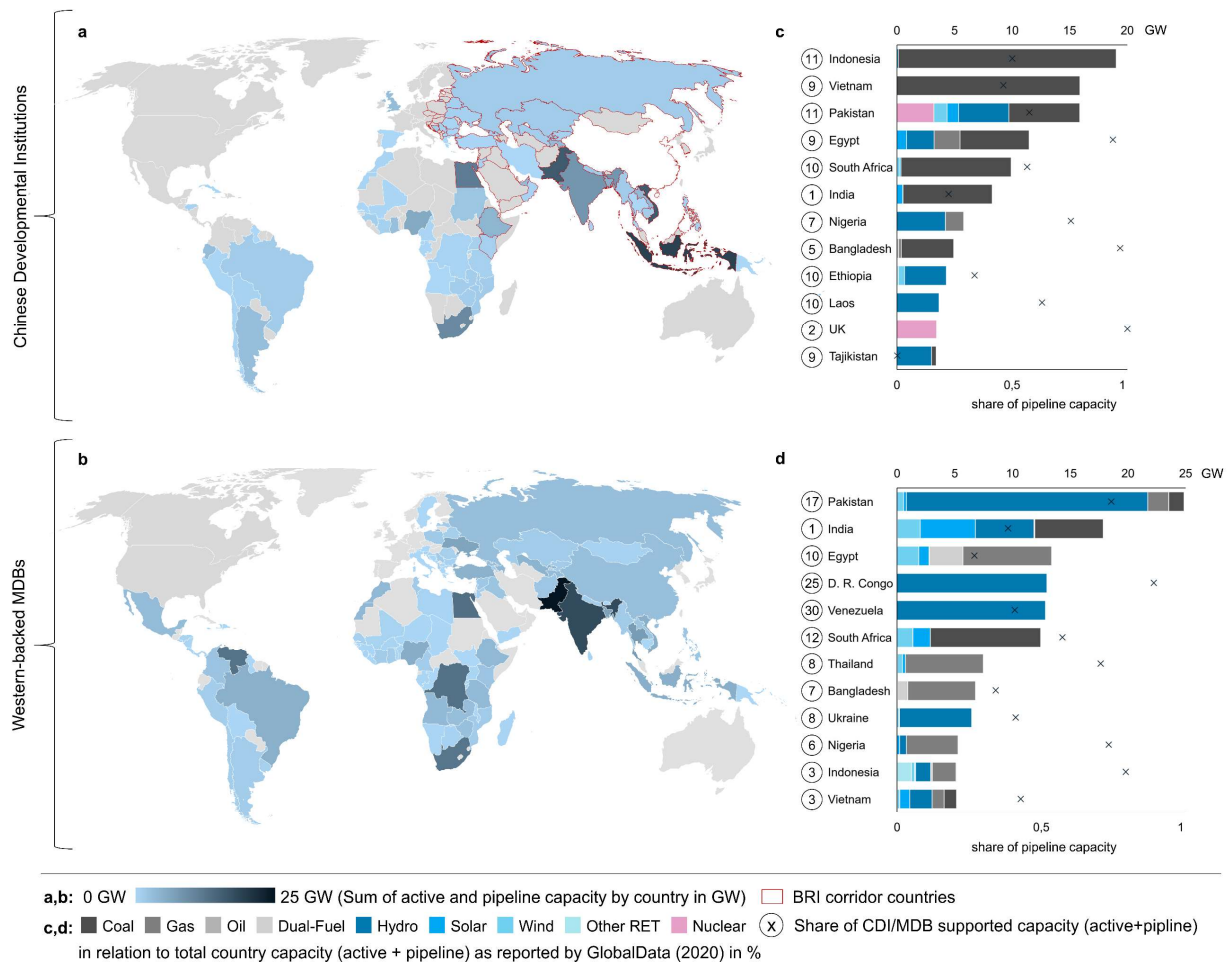 Chinese Developmental Institutions
a
c
0 5 10 15 20 GW
11 Indonesia
9 Vietnam
11 Pakistan
9 Egypt
10 South Africa
1 India
7 Nigeria
5 Bangladesh
10 Ethiopia
10 Laos
2 UK
9 Tajikistan
0 0,5 1
share of pipeline capacity
Western-backed MDBs
b
d
0 5 10 15 20 25 GW
17 Pakistan
1 India
10 Egypt
25 D. R. Congo
30 Venezuela
12 South Africa
8 Thailand
7 Bangladesh
8 Ukraine
6 Nigeria
3 Indonesia
3 Vietnam
0 0,5 1
share of pipeline capacity
a,b: 0 GW 25 GW (Sum of active and pipeline capacity by country in GW) BRI corridor countries
c,d: Coal Gas Oil Dual-Fuel Hydro Solar Wind Other RET Nuclear X Share of CDI/MDB supported capacity (active+pipline)
in relation to total country capacity (active + pipeline) as reported by GlobalData (2020) in %